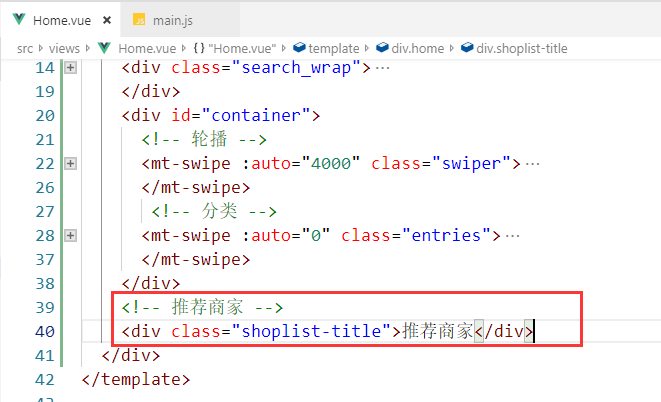 Home.vue × JS main.js
src > views > Home.vue > {} "Home.vue" > template > div.home > div.shoplist-title
14 <div class="search_wrap">…
19 </div>
20 <div id="container">
21 <!-- 轮播 -->
22 <mt-swipe :auto="4000" class="swiper">…
26 </mt-swipe>
27 <!-- 分类 -->
28 <mt-swipe :auto="0" class="entries">…
37 </mt-swipe>
38 </div>
39 <!-- 推荐商家 -->
40 <div class="shoplist-title">推荐商家</div>
41 </div>
42 </template>
43